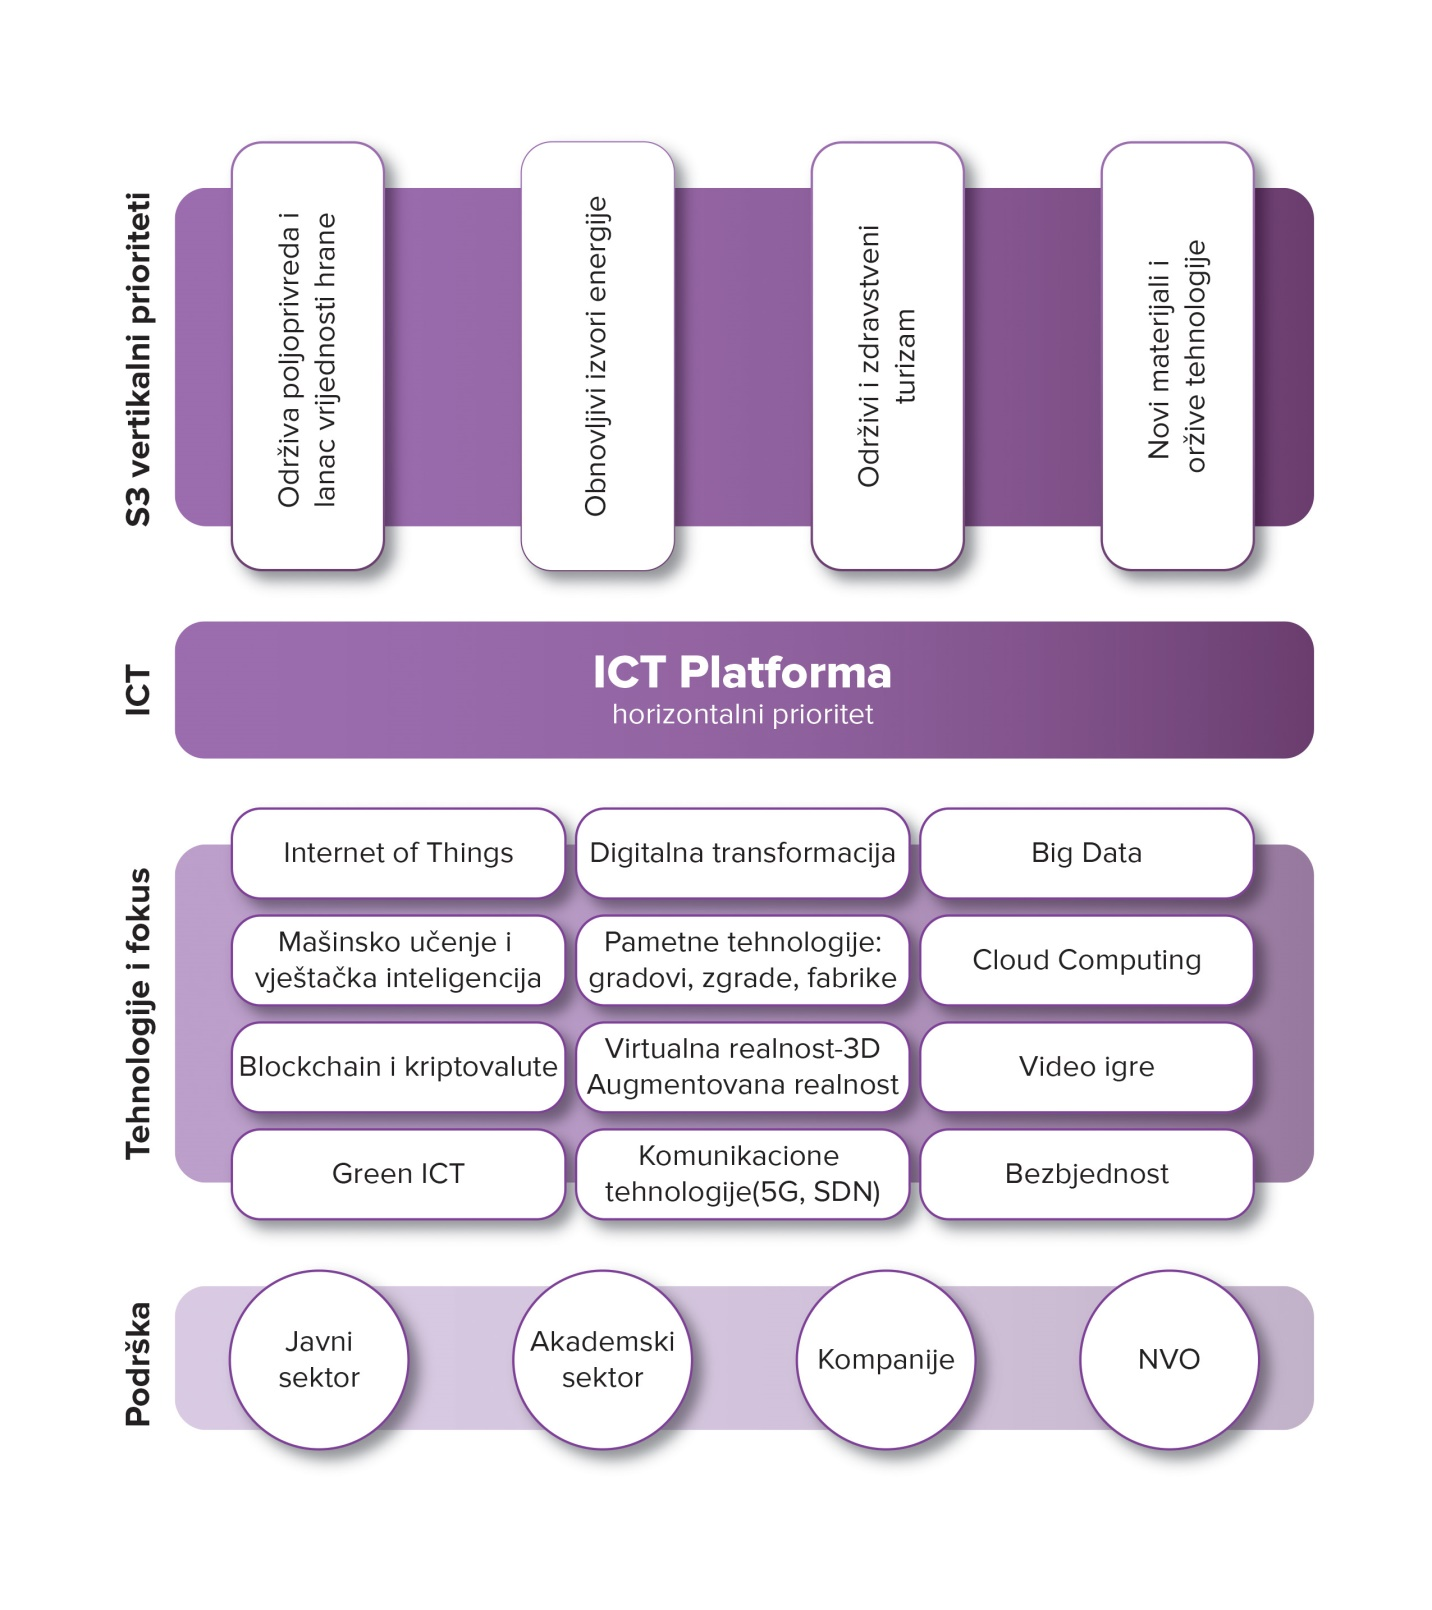 S3 vertikalni prioriteti
Održiva poljoprivreda i
lanac vrijednosti hrane
Obnovljivi izvori energije
Održivi i zdravstveni
turizam
Novi materijali i
oržive tehnologije
ICT
ICT Platforma
horizontalni prioritet
Tehnologije i fokus
Internet of Things
Digitalna transformacija
Big Data
Mašinsko učenje i
vještačka inteligencija
Pametne tehnologije:
gradovi, zgrade, fabrike
Cloud Computing
Blockchain i kriptovalute
Virtualna realnost-3D
Augmentovana realnost
Video igre
Green ICT
Komunikacione
tehnologije(5G, SDN)
Bezbjednost
Podrška
Javni
sektor
Akademski
sektor
Kompanije
NVO